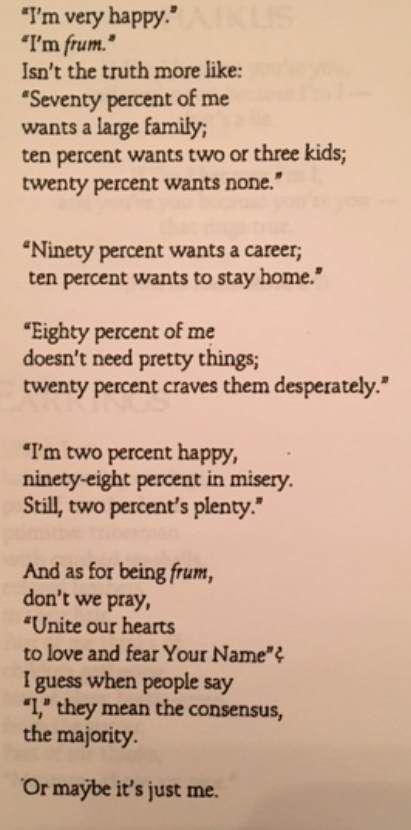 "I'm very happy."
"I'm frum."
Isn't the truth more like:
"Seventy percent of me
wants a large family;
ten percent wants two or three kids;
twenty percent wants none."
"Ninety percent wants a career;
ten percent wants to stay home."
"Eighty percent of me
doesn't need pretty things;
twenty percent craves them desperately."
"I'm two percent happy,
ninety-eight percent in misery.
Still, two percent's plenty."
And as for being frum,
don't we pray,
"Unite our hearts
to love and fear Your Name"?
I guess when people say
"I," they mean the consensus,
the majority.
Or maybe it's just me.